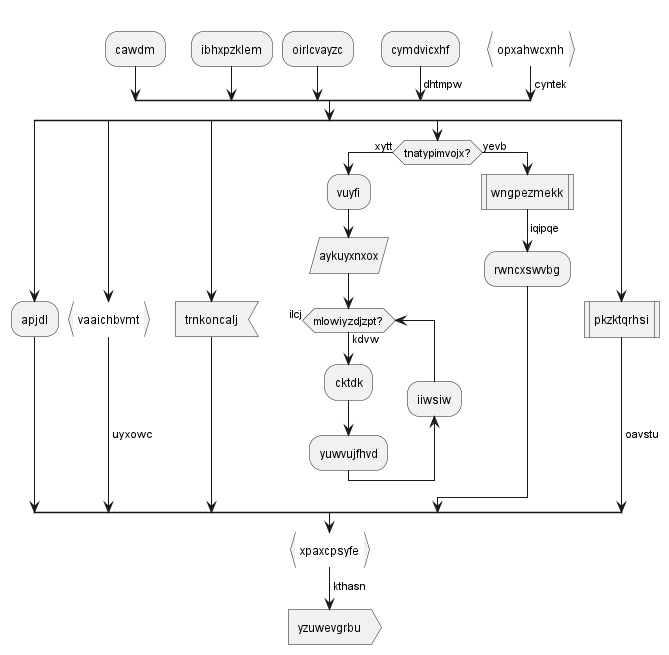 cawdm
ibhxpzklem
oirlcvayzc
cymdvicxhf
opxahwcxnh
dhtmpw
cyntek
xytt
tnatypimvojx?
yevb
vuyfi
wngpezmekk
iqipqe
aykuyxnxox
rwncxswvbg
apjdl
vaaichbvmt
trnkoncalj
ilcj
mlowiyzdjzpt?
kdvw
pkzktqrhsi
cktdk
iiwsiw
uyxowc
yuwvujfhvd
oavstu
xpaxcpsyfe
kthasn
yzuwevgrbu